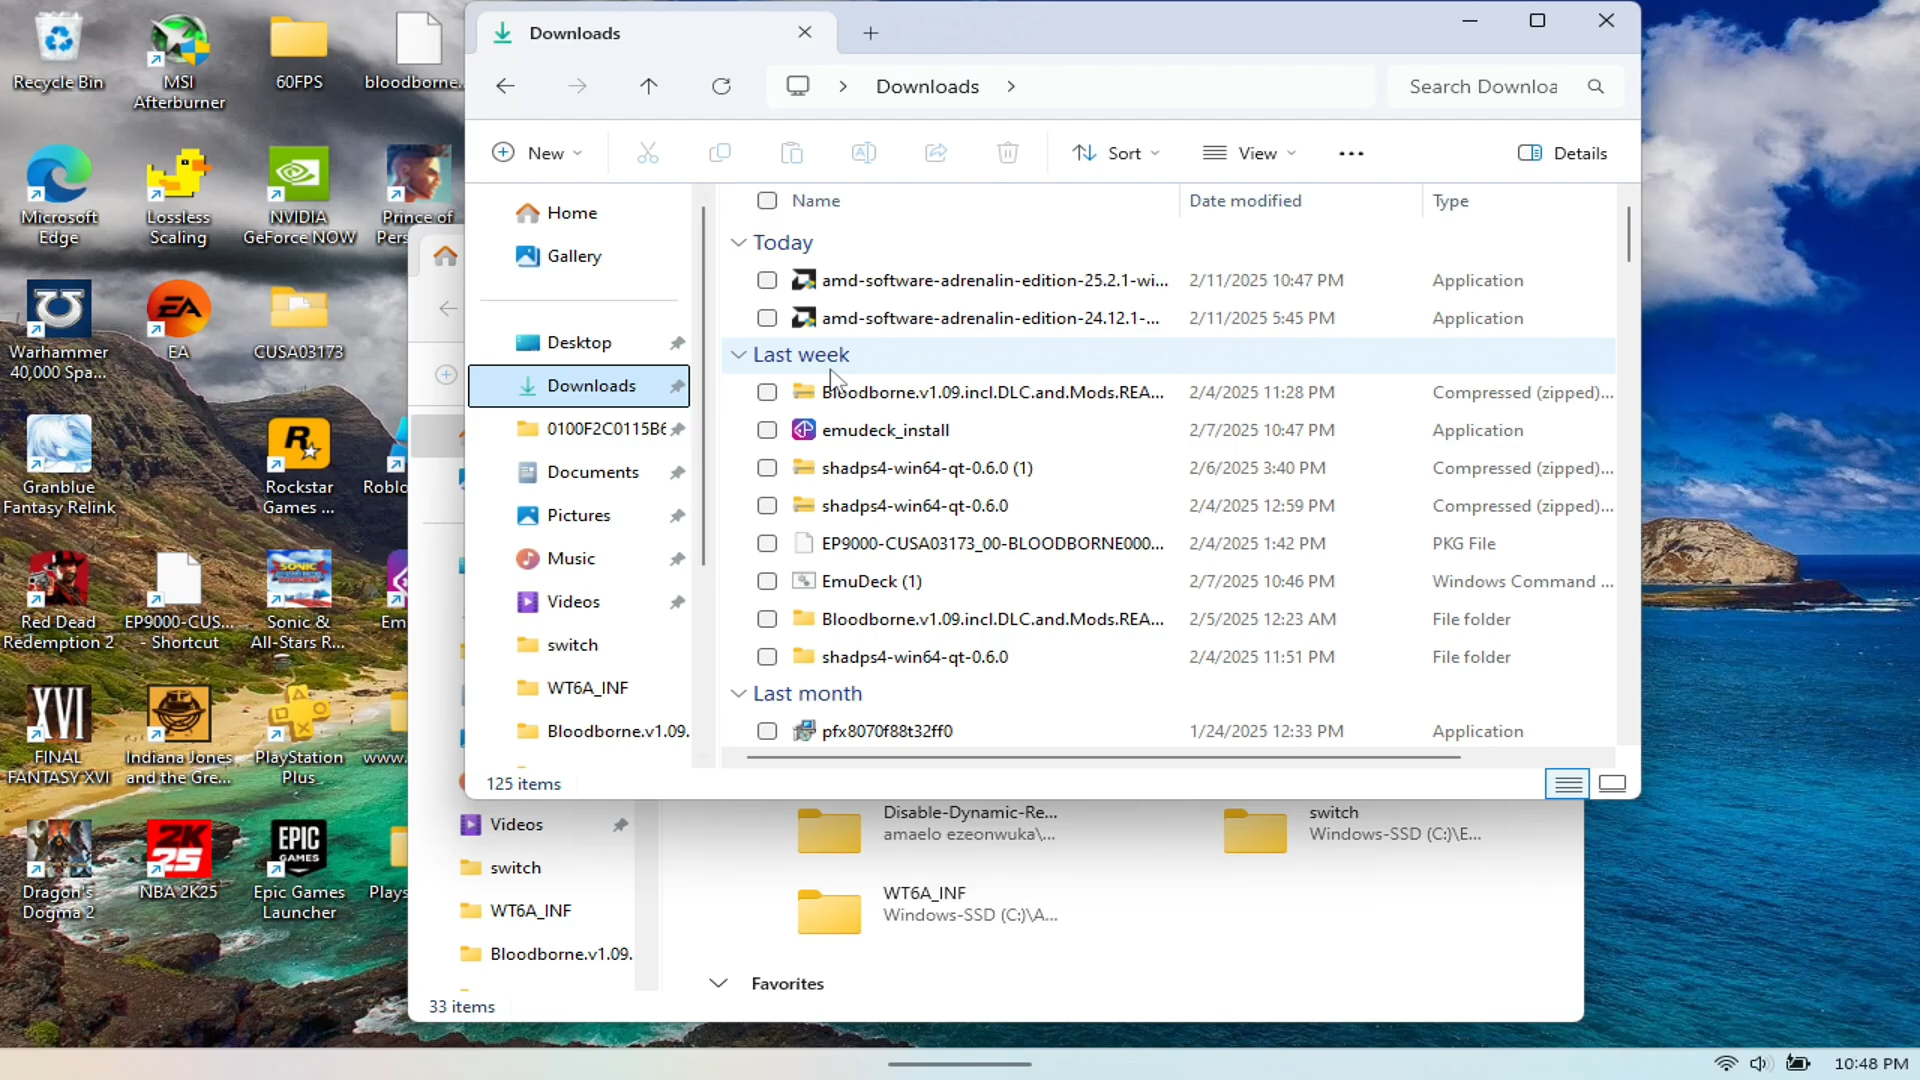 Recycle Bin
MSI
Afterburner
60FPS
bloodborne...
Microsoft
Edge
Lossless
Scaling
NVIDIA
GeForce NOW
Prince of
Pers
Warhammer
40,000 Spa...
EA
CUSA03173
Granblue
Fantasy Relink
Rockstar
Games ...
Roblo
Red Dead
Redemption 2
EP9000-CUS...
- Shortcut
Sonic &
All-Stars R...
Em
FINAL
FANTASY XVI
Indiana Jones
and the Gre...
PlayStation
Plus
www.
Dragon's
Dogma 2
NBA 2K25
Epic Games
Launcher
Plays
Downloads
Downloads
Search Downloa
New
Sort
View
Details
Home
Gallery
Desktop
Downloads
0100F2C0115B6
Documents
Pictures
Music
Videos
switch
WT6A_INF
Bloodborne.v1.09.
Name
Date modified
Type
Today
amd-software-adrenalin-edition-25.2.1-wi...
2/11/2025 10:47 PM
Application
amd-software-adrenalin-edition-24.12.1-...
2/11/2025 5:45 PM
Application
Last week
Bloodborne.v1.09.incl.DLC.and.Mods.REA...
2/4/2025 11:28 PM
Compressed (zipped)...
emudeck_install
2/7/2025 10:47 PM
Application
shadps4-win64-qt-0.6.0 (1)
2/6/2025 3:40 PM
Compressed (zipped)...
shadps4-win64-qt-0.6.0
2/4/2025 12:59 PM
Compressed (zipped)...
EP9000-CUSA03173_00-BLOODBORNE000...
2/4/2025 1:42 PM
PKG File
EmuDeck (1)
2/7/2025 10:46 PM
Windows Command ...
Bloodborne.v1.09.incl.DLC.and.Mods.REA...
2/5/2025 12:23 AM
File folder
shadps4-win64-qt-0.6.0
2/4/2025 11:51 PM
File folder
Last month
pfx8070f88t32ff0
1/24/2025 12:33 PM
Application
125 items
Videos
switch
WT6A_INF
Bloodborne.v1.09.
Disable-Dynamic-Re...
amaelo ezeonwuka\...
switch
Windows-SSD (C:)\E...
WT6A_INF
Windows-SSD (C:)\A...
Favorites
33 items
10:48 PM